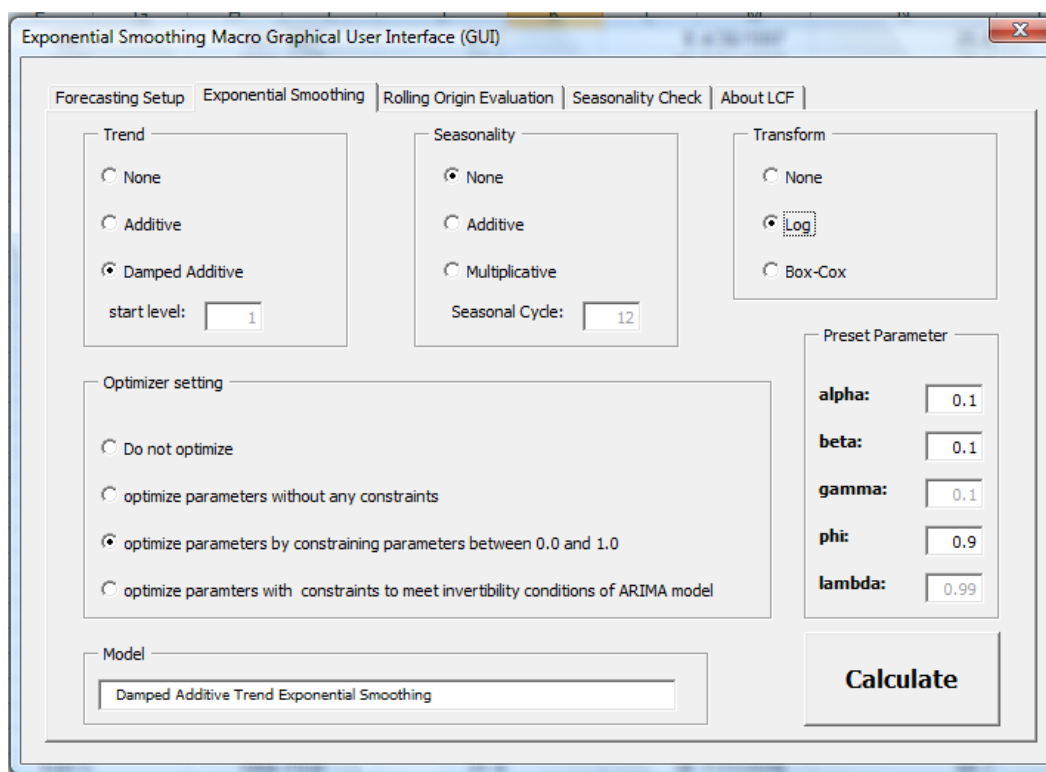 Exponential Smoothing Macro Graphical User Interface (GUI)
Forecasting Setup Exponential Smoothing Rolling Origin Evaluation Seasonality Check About LCF
Trend
None
Additive
Damped Additive
start level: 1
Seasonality
None
Additive
Multiplicative
Seasonal Cycle: 12
Transform
None
Log
Box-Cox
Preset Parameter
alpha: 0.1
beta: 0.1
gamma: 0.1
phi: 0.9
lambda: 0.99
Optimizer setting
Do not optimize
optimize parameters without any constraints
optimize parameters by constraining parameters between 0.0 and 1.0
optimize paramters with constraints to meet invertibility conditions of ARIMA model
Model
Damped Additive Trend Exponential Smoothing
Calculate